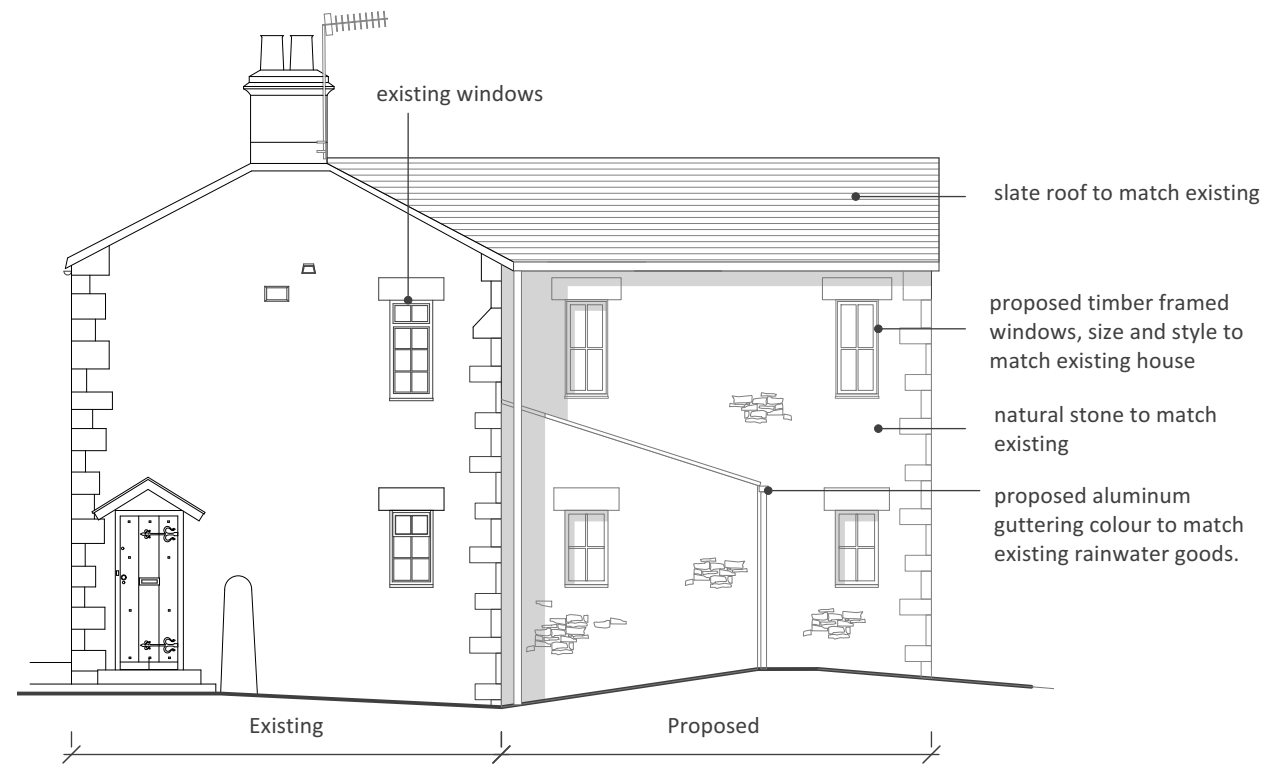 existing windows
slate roof to match existing
proposed timber framed
windows, size and style to
match existing house
natural stone to match
existing
proposed aluminum
guttering colour to match
existing rainwater goods.
Existing
Proposed